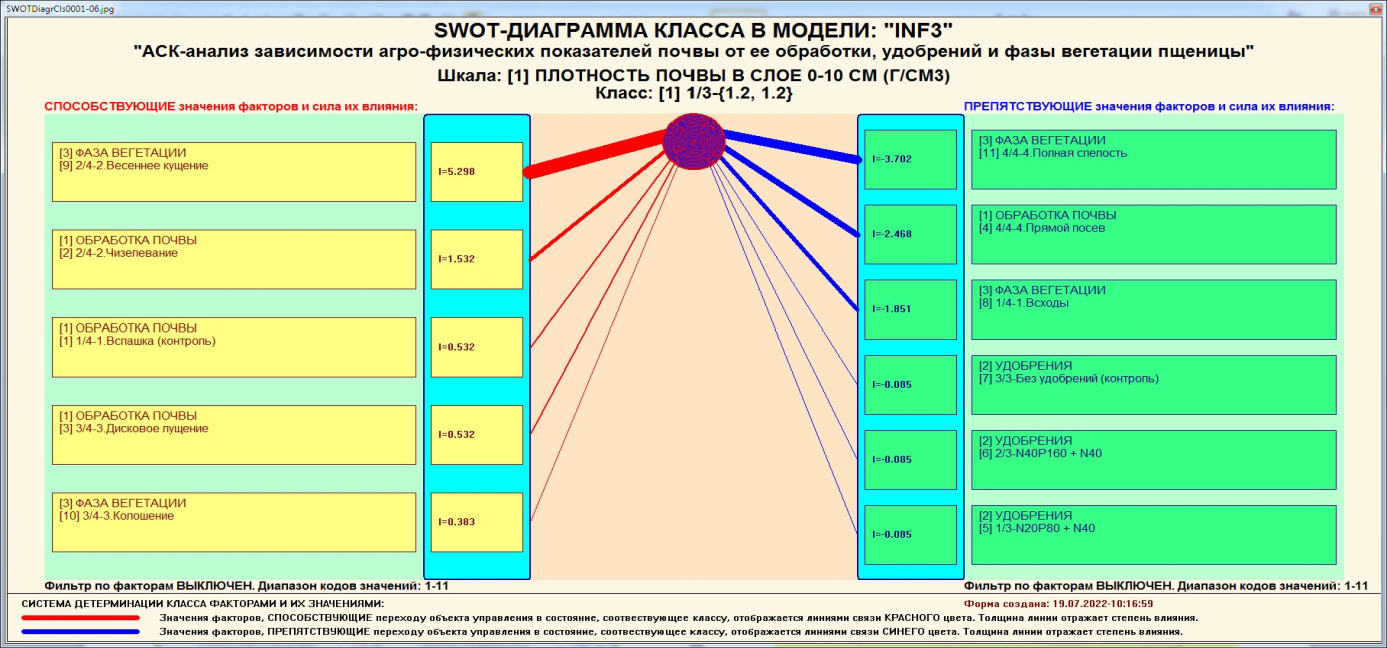 SWOTDiagrCls0001-06.jpg
SWOT-ДИАГРАММА КЛАССА В МОДЕЛИ: "INF3"
"АСК-анализ зависимости агро-физических показателей почвы от ее обработки, удобрений и фазы вегетации пщеницы"
Шкала: [1] ПЛОТНОСТЬ ПОЧВЫ В СЛОЕ 0-10 СМ (Г/СМ3)
Класс: [1] 1/3-{1.2, 1.2}
СПОСОБСТВУЮЩИЕ значения факторов и сила их влияния:
[3] ФАЗА ВЕГЕТАЦИИ
[9] 2/4-2.Весеннее кущение
I=5.298
[1] ОБРАБОТКА ПОЧВЫ
[2] 2/4-2.Чизелевание
I=1.532
[1] ОБРАБОТКА ПОЧВЫ
[1] 1/4-1.Вспашка (контроль)
I=0.532
[1] ОБРАБОТКА ПОЧВЫ
[3] 3/4-3.Дисковое пущение
I=0.532
[3] ФАЗА ВЕГЕТАЦИИ
[10] 3/4-3.Колошение
I=0.383
Фильтр по факторам ВЫКЛЮЧЕН. Диапазон кодов значений: 1-11
ПРЕПЯТСТВУЮЩИЕ значения факторов и сила их влияния:
I=-3.702
[3] ФАЗА ВЕГЕТАЦИИ
[11] 4/4-4.Полная спелость
I=-2.468
[1] ОБРАБОТКА ПОЧВЫ
[4] 4/4-4.Прямой посев
I=-1.851
[3] ФАЗА ВЕГЕТАЦИИ
[8] 1/4-1.Всходы
I=-0.085
[2] УДОБРЕНИЯ
[7] 3/3-Без удобрений (контроль)
I=-0.085
[2] УДОБРЕНИЯ
[6] 2/3-N40P160 + N40
I=-0.085
[2] УДОБРЕНИЯ
[5] 1/3-N20P80 + N40
Фильтр по факторам ВЫКЛЮЧЕН. Диапазон кодов значений: 1-11
СИСТЕМА ДЕТЕРМИНАЦИИ КЛАССА ФАКТОРАМИ И ИХ ЗНАЧЕНИЯМИ:
Форма создана: 19.07.2022-10:16:59
Значения факторов, СПОСОБСТВУЮЩИЕ переходу объекта управления в состояние, соотвествующее классу, отображается линиями связи КРАСНОГО цвета. Толщина линии отражает степень влияния.
Значения факторов, ПРЕПЯТСТВУЮЩИЕ переходу объекта управления в состояние, соотвествующее классу, отображается линиями связи СИНЕГО цвета. Толщина линии отражает степень влияния.